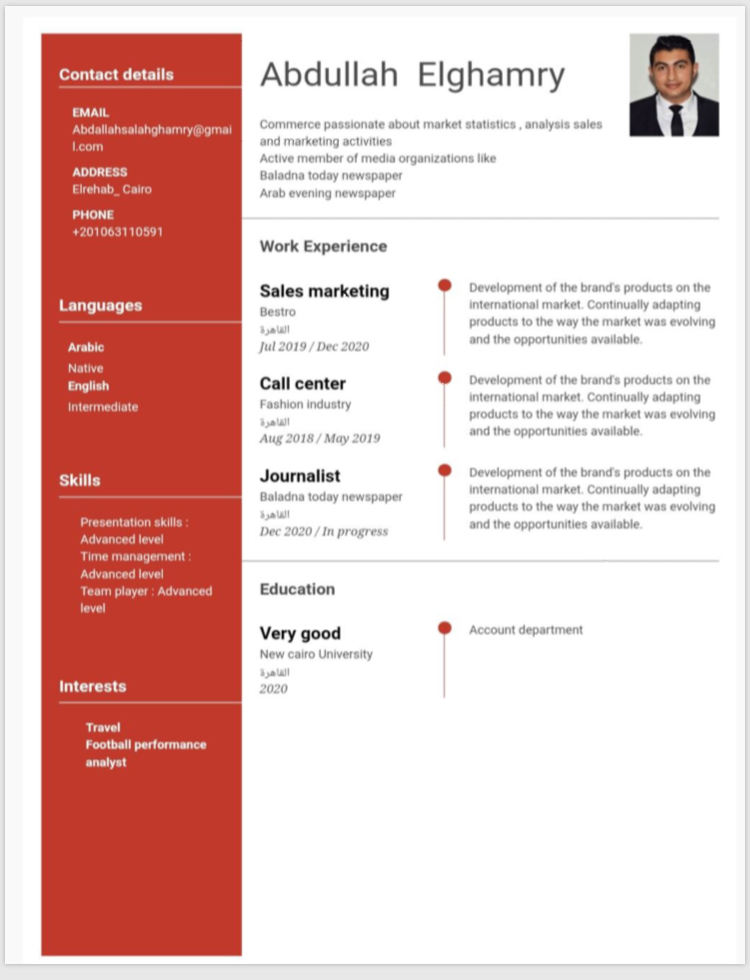 Contact details
EMAIL
Abdallahsalahghamry@gmai
l.com
ADDRESS
Elrehab_ Cairo
PHONE
+201063110591
Languages
Arabic
Native
English
Intermediate
Skills
Presentation skills :
Advanced level
Time management :
Advanced level
Team player : Advanced
level
Interests
Travel
Football performance
analyst
Abdullah Elghamry
Commerce passionate about market statistics , analysis sales
and marketing activities
Active member of media organizations like
Baladna today newspaper
Arab evening newspaper
Work Experience
Sales marketing
Bestro
القاهرة
Jul 2019 / Dec 2020
Development of the brand's products on the
international market. Continually adapting
products to the way the market was evolving
and the opportunities available.
Call center
Fashion industry
القاهرة
Aug 2018 / May 2019
Development of the brand's products on the
international market. Continually adapting
products to the way the market was evolving
and the opportunities available.
Journalist
Baladna today newspaper
القاهرة
Dec 2020 / In progress
Development of the brand's products on the
international market. Continually adapting
products to the way the market was evolving
and the opportunities available.
Education
Very good
New cairo University
القاهرة
2020
Account department